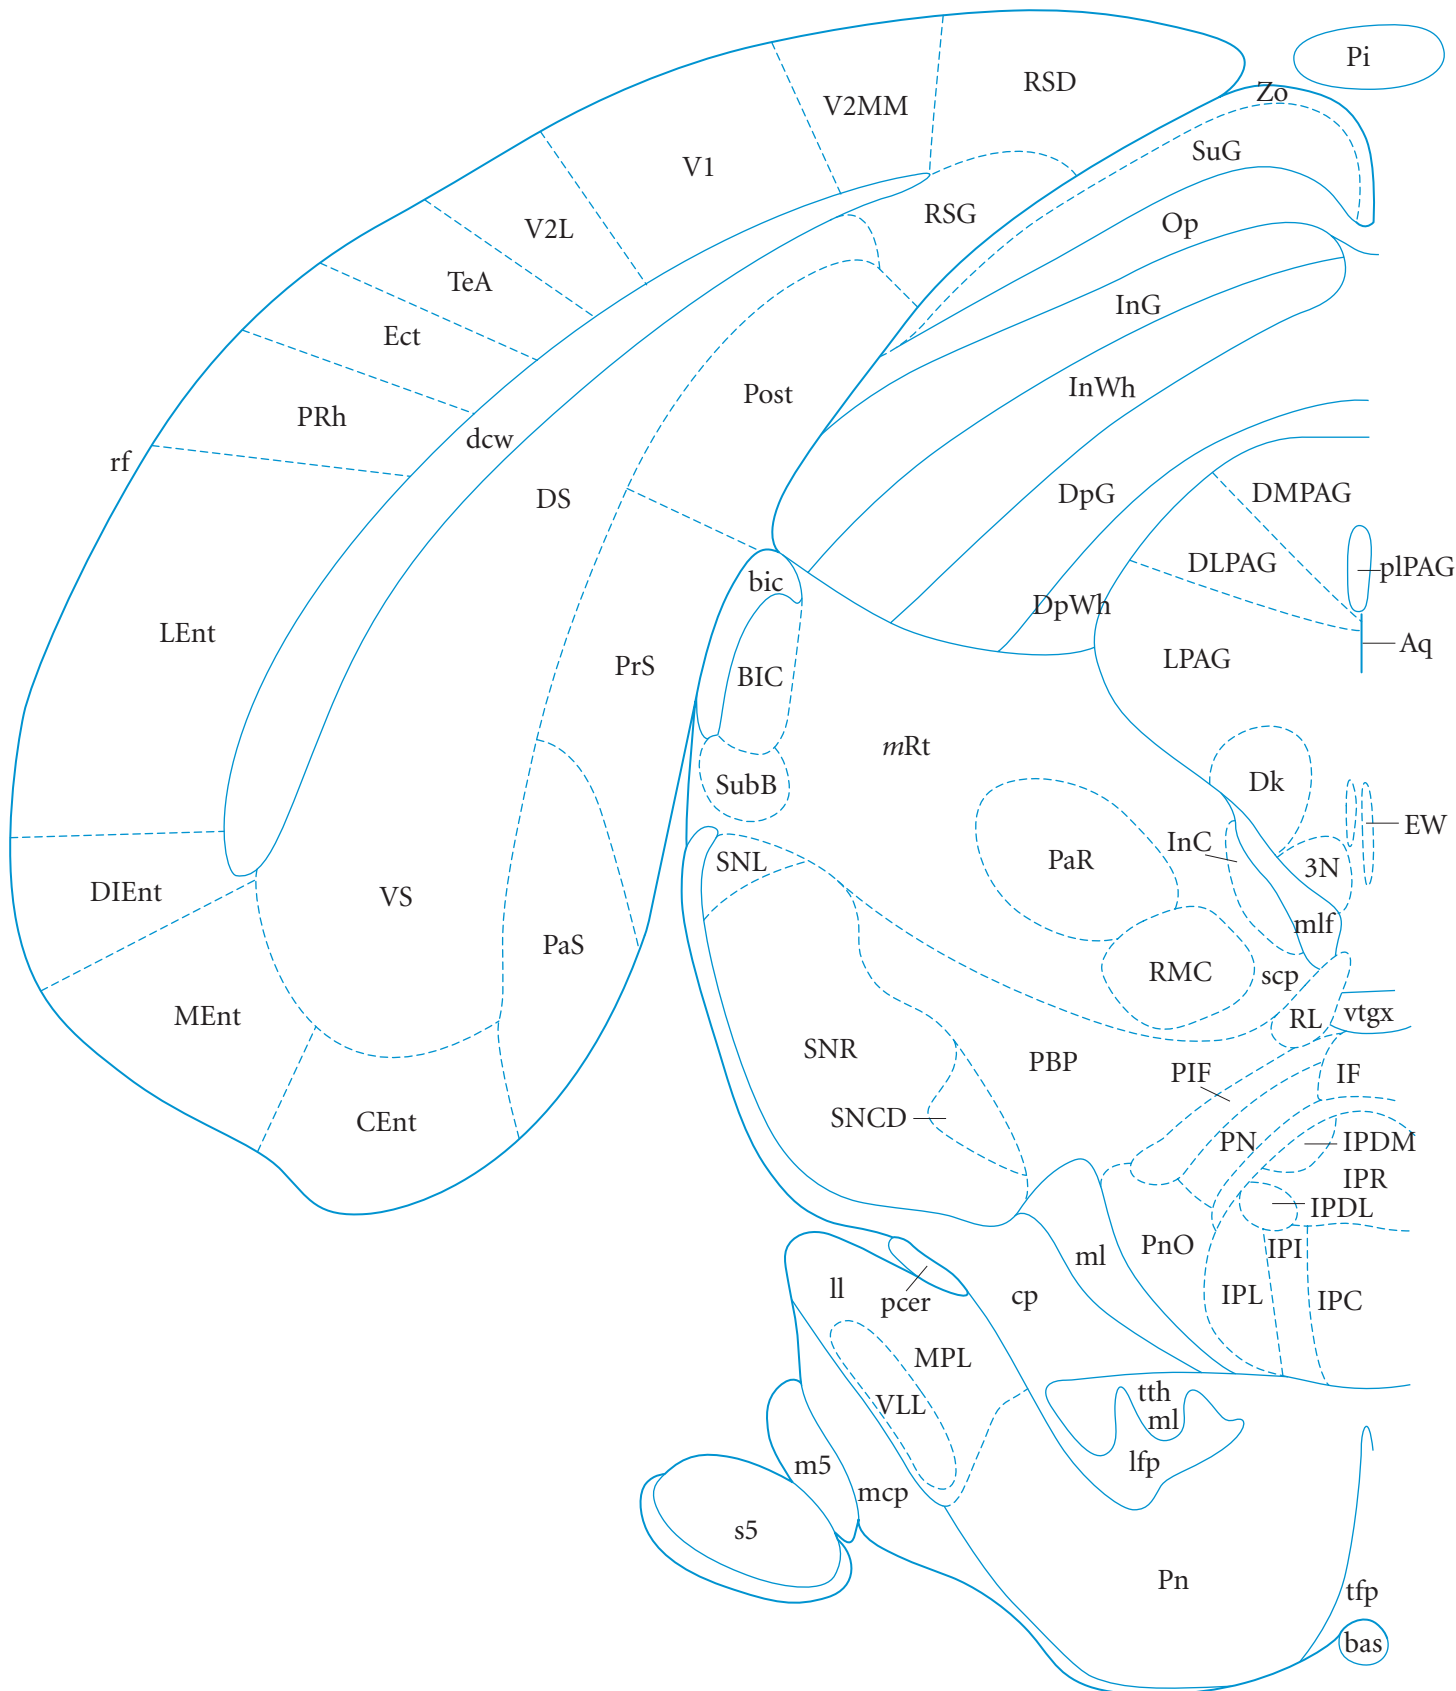 Pi
RSD
Zo
V2MM
SuG
V1
RSG
Op
V2L
TeA
InG
Ect
InWh
Post
PRh
dcw
rf
DS
DpG
DMPAG
DLPAG
plPAG
bic
DpWh
LEnt
Aq
LPAG
PrS
BIC
mRt
SubB
Dk
EW
InC
SNL
PaR
3N
DIEnt
VS
mlf
PaS
RMC
scp
MEnt
RL
vtgx
SNR
PBP
PIF
IF
SNCD
CEnt
PN
IPDM
IPR
IPDL
PnO
IPI
ml
ll
pcer
cp
IPL
IPC
MPL
tth
VLL
ml
m5
lfp
mcp
s5
Pn
tfp
bas